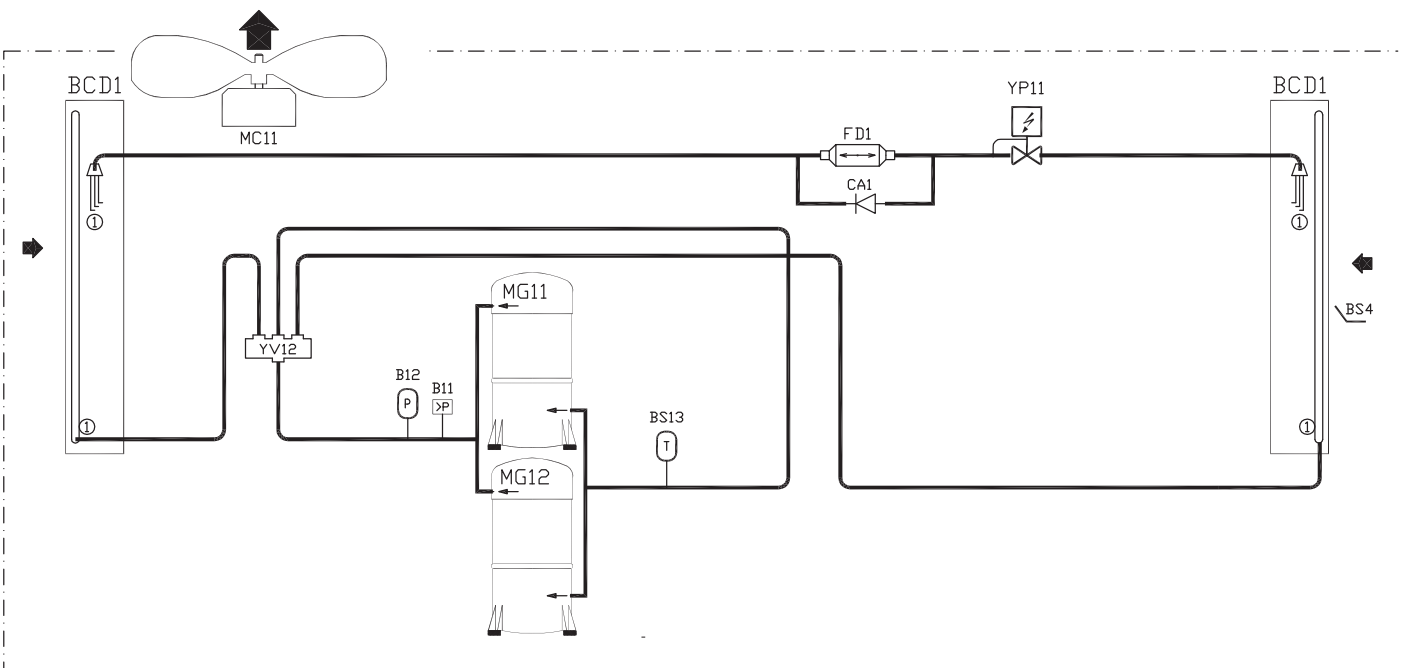 BCD1
MC11
FD1
YP11
BCD1
CA1
1
1
MG11
BS4
YV12
B12
P
B11
>P
BS13
T
1
1
MG12